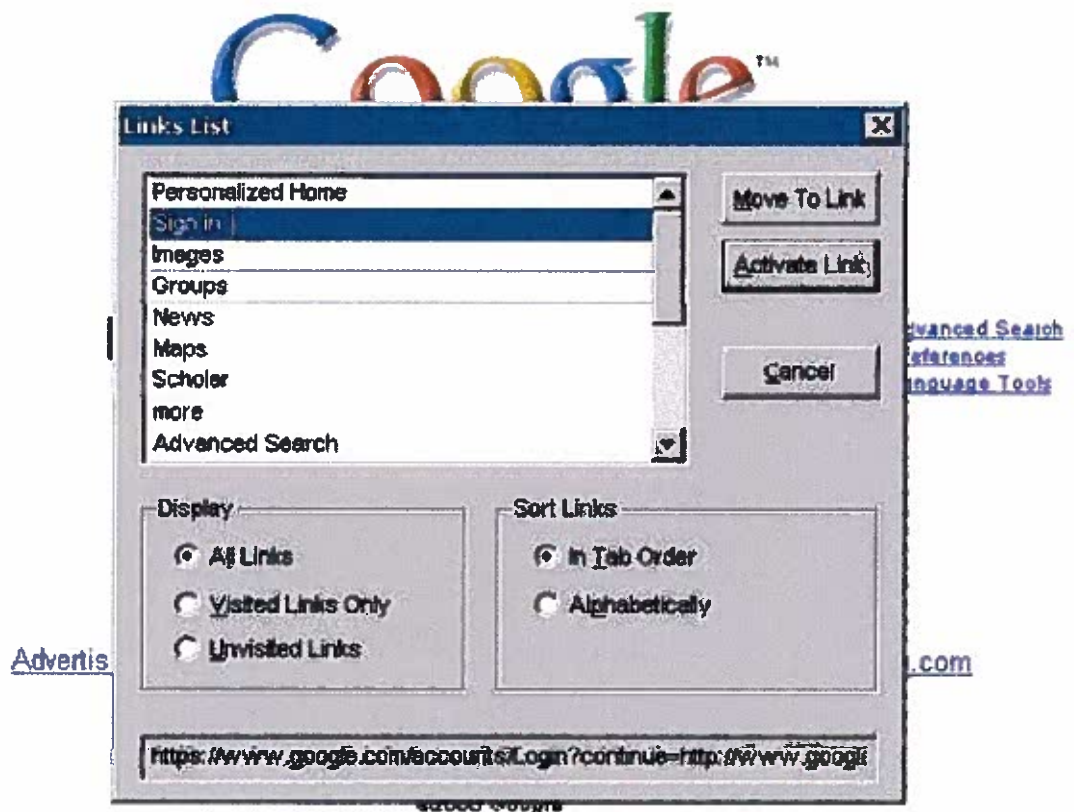 Google™
Links List
Personalized Home
Sign in
Images
Groups
News
Maps
Scholar
more
Advanced Search
Move To Link
Activate Link
Cancel
dvanced Search
eferences
nguage Tools
Display
All Links
Visited Links Only
Unvisited Links
Sort Links
In Tab Order
Alphabetically
Advertis
.com
https://www.google.com/accounts/Login?continue=http://www.googl